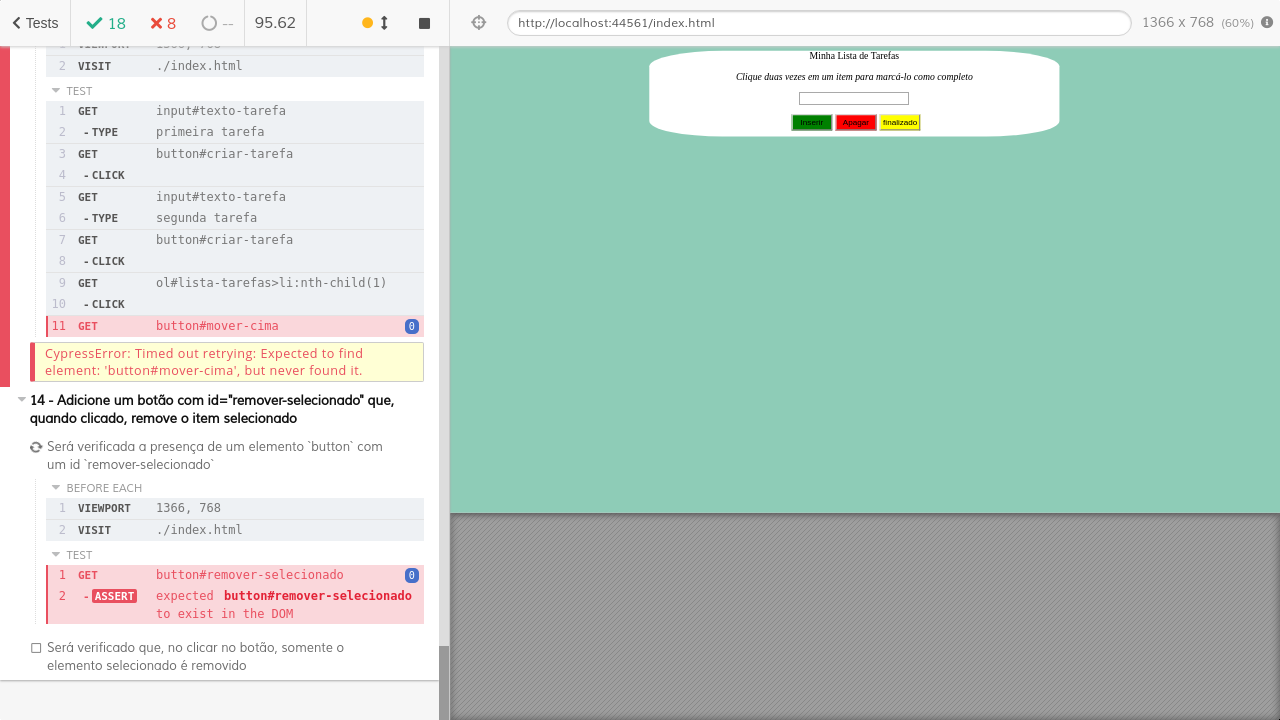 Tests 18 8 -- 95.62
http://localhost:44561/index.html 1366 x 768 (60%)
1 VIEWPORT 1366, 768
2 VISIT ./index.html
TEST
1 GET input#texto-tarefa
2 -TYPE primeira tarefa
3 GET button#criar-tarefa
4 -CLICK
5 GET input#texto-tarefa
6 -TYPE segunda tarefa
7 GET button#criar-tarefa
8 -CLICK
9 GET ol#lista-tarefas>li:nth-child(1)
10 -CLICK
11 GET button#mover-cima 0
CypressError: Timed out retrying: Expected to find
element: 'button#mover-cima', but never found it.
14 - Adicione um botão com id="remover-selecionado" que,
quando clicado, remove o item selecionado
Será verificada a presença de um elemento `button` com
um id `remover-selecionado`
BEFORE EACH
1 VIEWPORT 1366, 768
2 VISIT ./index.html
TEST
1 GET button#remover-selecionado 0
2 -ASSERT expected button#remover-selecionado
to exist in the DOM
Será verificado que, no clicar no botão, somente o
elemento selecionado é removido
Minha Lista de Tarefas
Clique duas vezes em um item para marcá-lo como completo
Inserir Apagar finalizado